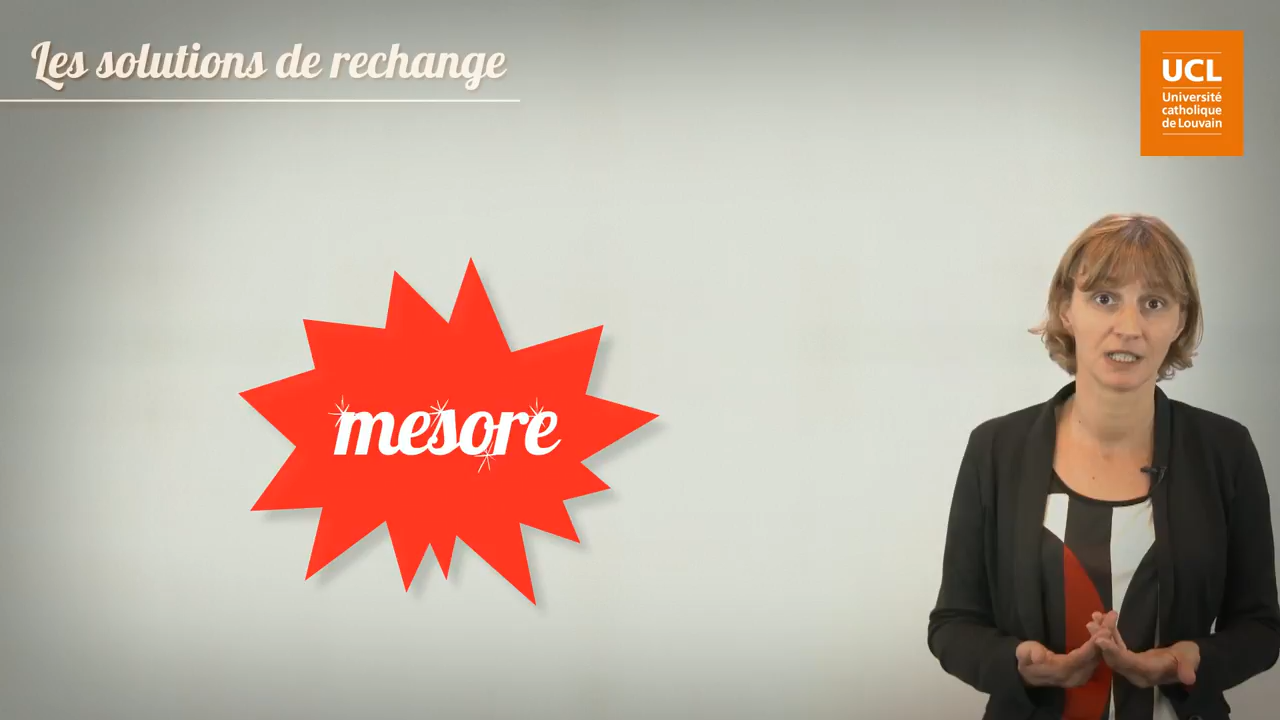 Les solutions de rechange
UCL
Université
catholique
de Louvain
mesore